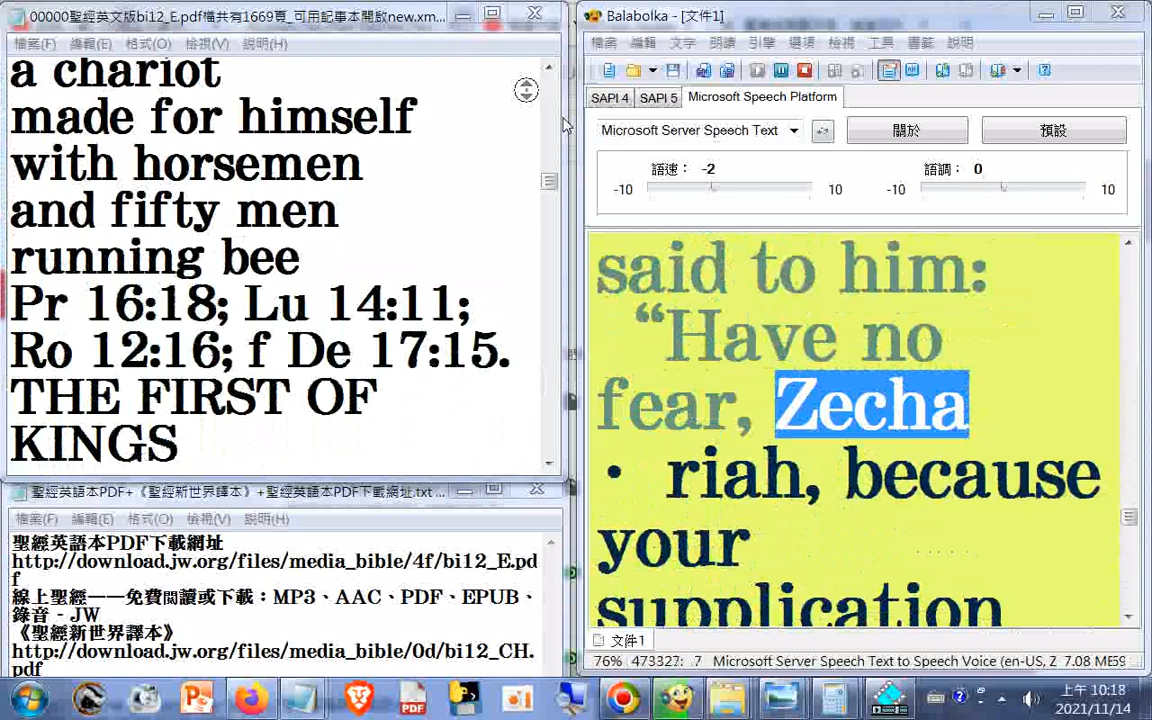 00000聖經英文版bi12_E.pdf檔共有1669頁_可用記事本開啟new.xm...
檔案(F) 編輯(E) 格式(O) 檢視(V) 說明(H)
a chariot
made for himself
with horsemen
and fifty men
running bee
Pr 16:18; Lu 14:11;
Ro 12:16; f De 17:15.
THE FIRST OF
KINGS
聖經英語本PDF+《聖經新世界譯本》+聖經英語本PDF下載網址.txt ...
檔案(F) 編輯(E) 格式(O) 檢視(V) 說明(H)
聖經英語本PDF下載網址
http://download.jw.org/files/media_bible/4f/bi12_E.pd
f
線上聖經——免費閱讀或下載：MP3、AAC、PDF、EPUB、
錄音 - JW
《聖經新世界譯本》
http://download.jw.org/files/media_bible/0d/bi12_CH.
pdf
Balabolka - [文件1]
檔案 編輯 文字 朗讀 引擎 選項 檢視 工具 書籤 說明
SAPI 4 SAPI 5 Microsoft Speech Platform
Microsoft Server Speech Text 關於 預設
語速： -2 語調： 0
-10 10 -10 10
said to him:
“Have no
fear, Zecha
• riah, because
your
supplication
文件1
76% 473327: 7 Microsoft Server Speech Text to Speech Voice (en-US, Z 7.08 ME59
PDF
上午 10:18
2021/11/14